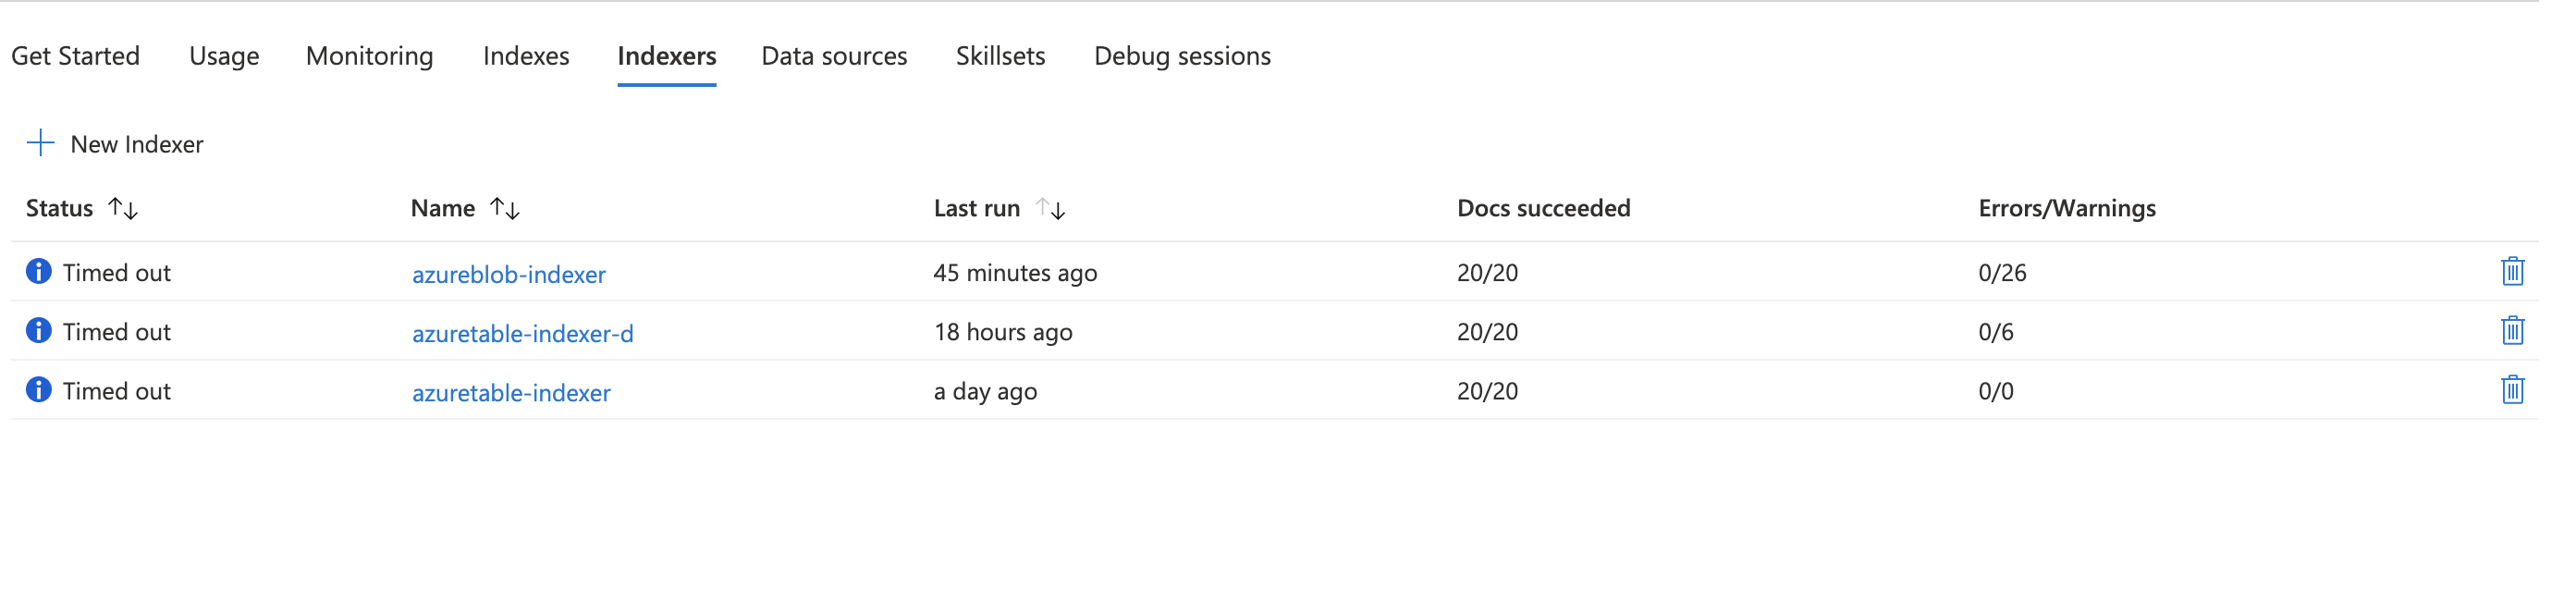 Get Started Usage Monitoring Indexes Indexers Data sources Skillsets Debug sessions
New Indexer
Status Name Last run Docs succeeded Errors/Warnings
Timed out azureblob-indexer 45 minutes ago 20/20 0/26
Timed out azuretable-indexer-d 18 hours ago 20/20 0/6
Timed out azuretable-indexer a day ago 20/20 0/0